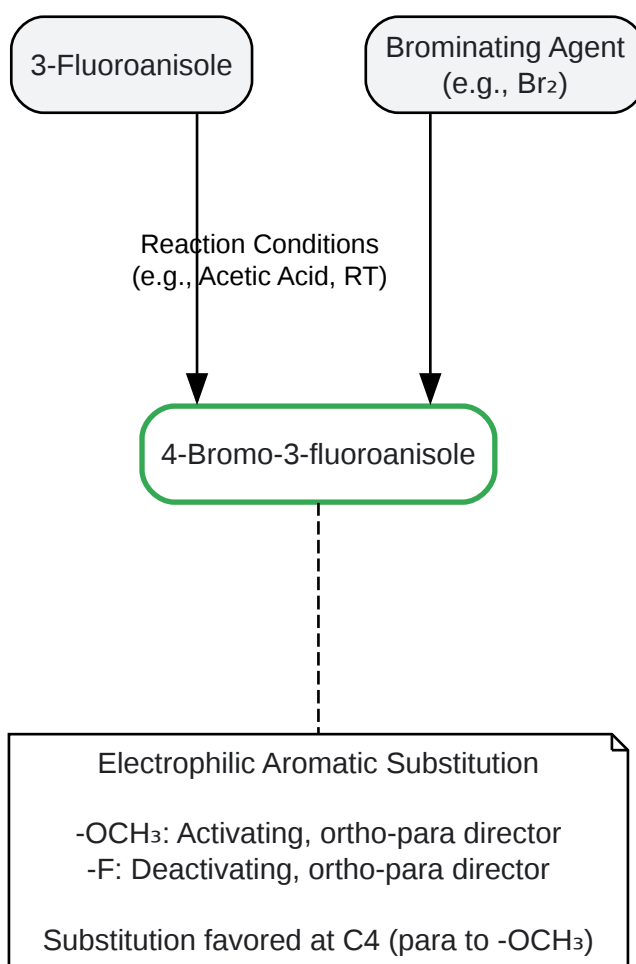 3-Fluoroanisole
Brominating Agent
(e.g., Br₂)
Reaction Conditions
(e.g., Acetic Acid, RT)
4-Bromo-3-fluoroanisole
Electrophilic Aromatic Substitution
-OCH₃: Activating, ortho-para director
-F: Deactivating, ortho-para director
Substitution favored at C4 (para to -OCH₃)